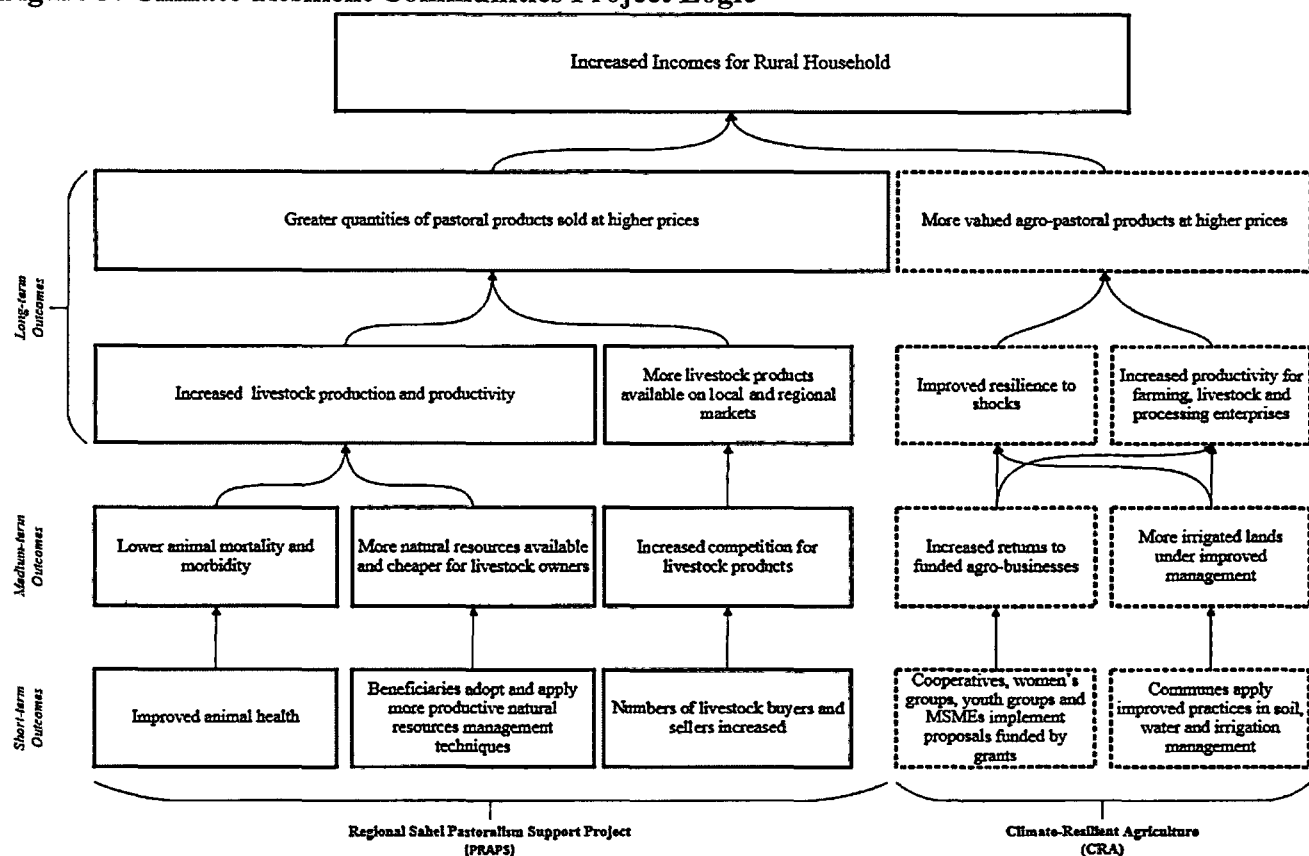 Increased Incomes for Rural Household
Greater quantities of pastoral products sold at higher prices
More valued agro-pastoral products at higher prices
Long-term
Outcomes
Increased livestock production and productivity
More livestock products
available on local and regional
markets
Improved resilience to
shocks
Increased productivity for
farming, livestock and
processing enterprises
Medium-term
Outcomes
Lower animal mortality and
morbidity
More natural resources available
and cheaper for livestock owners
Increased competition for
livestock products
Increased returns to
funded agro-businesses
More irrigated lands
under improved
management
Short-term
Outcomes
Improved animal health
Beneficiaries adopt and apply
more productive natural
resources management
techniques
Numbers of livestock buyers and
sellers increased
Cooperatives, women's
groups, youth groups and
MSMEs implement
proposals funded by
grants
Communes apply
improved practices in soil,
water and irrigation
management
Regional Sahel Pastoralism Support Project
(PRAPS)
Climate-Resilient Agriculture
(CRA)